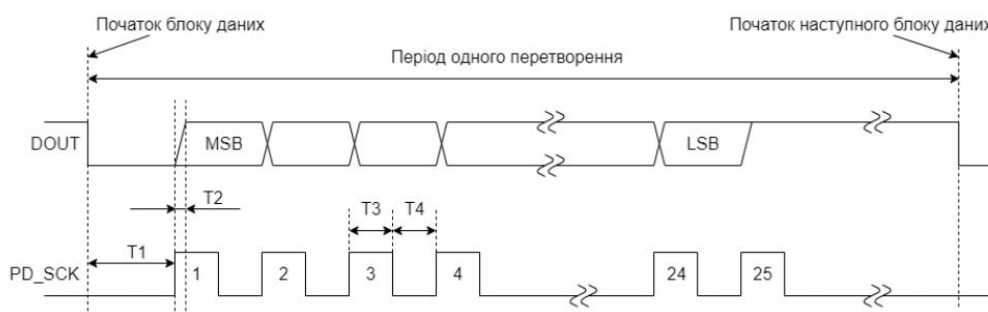 Початок блоку даних
Початок наступного блоку даних
Період одного перетворення
DOUT
MSB
LSB
T2
T3
T4
T1
PD_SCK
1
2
3
4
24
25